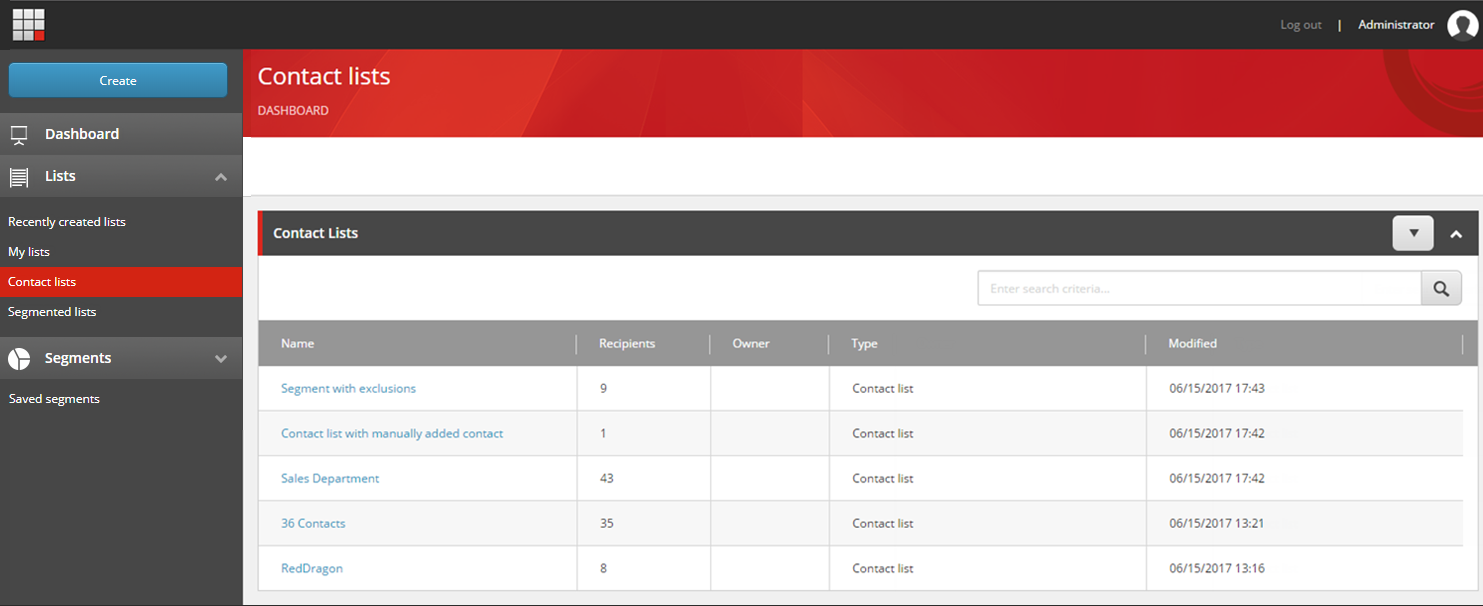 Log out | Administrator
Create
Dashboard
Lists
Recently created lists
My lists
Contact lists
Segmented lists
Segments
Saved segments
Contact lists
DASHBOARD
Contact Lists
Enter search criteria...
Name Recipients Owner Type Modified
Segment with exclusions 9 Contact list 06/15/2017 17:43
Contact list with manually added contact 1 Contact list 06/15/2017 17:42
Sales Department 43 Contact list 06/15/2017 17:42
36 Contacts 35 Contact list 06/15/2017 13:21
RedDragon 8 Contact list 06/15/2017 13:16